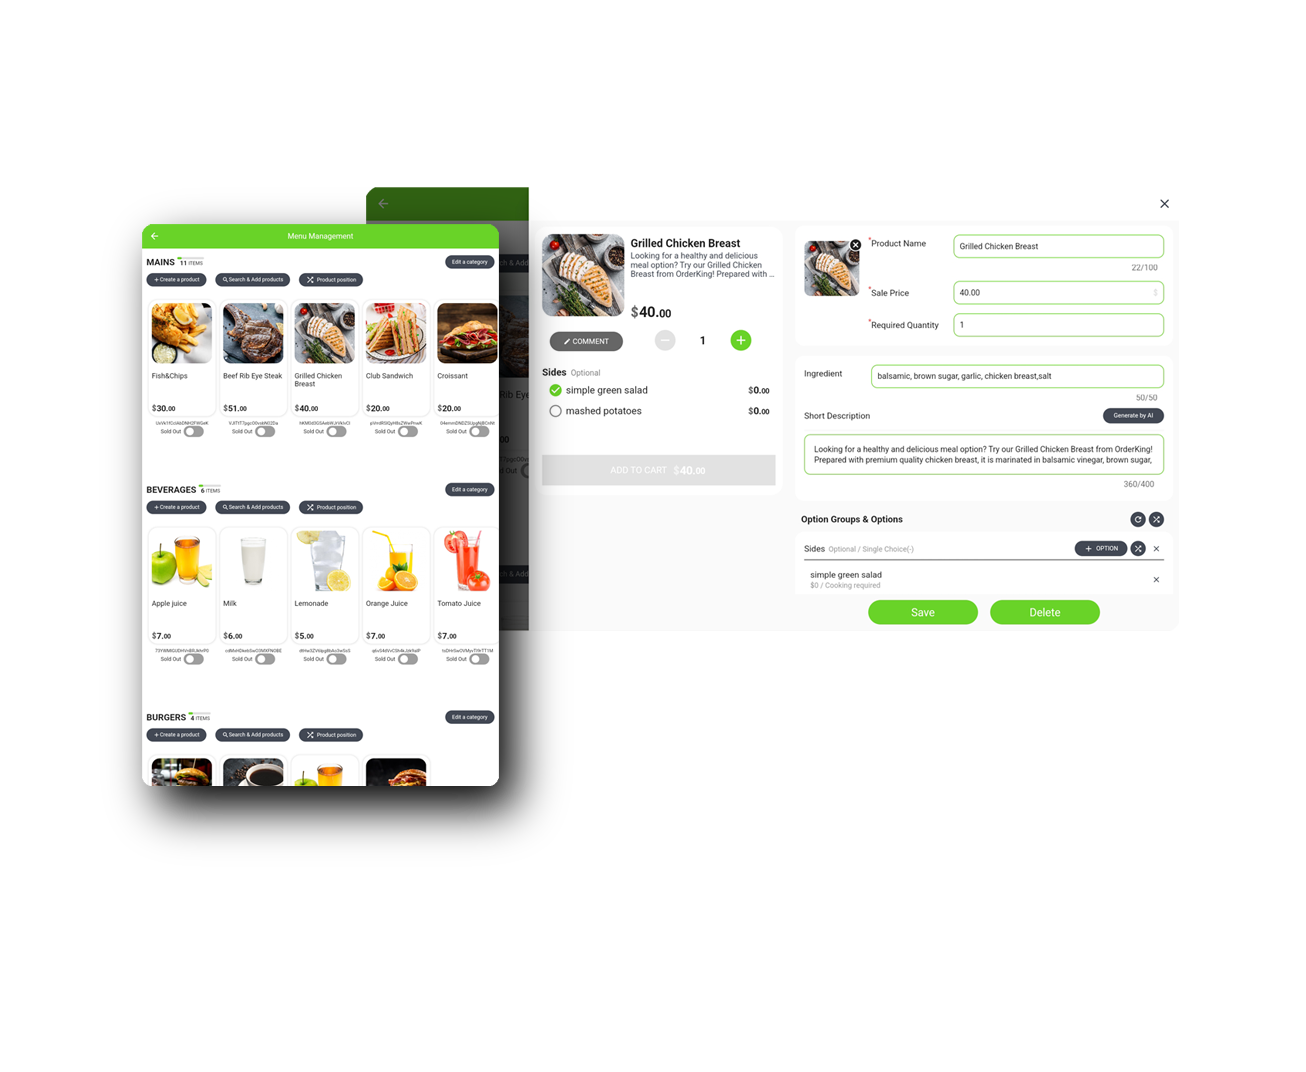 Menu Management
MAINS 11 ITEMS
Edit a category
+ Create a product
Search & Add products
Product position
Fish&Chips
Beef Rib Eye Steak
Grilled Chicken
Breast
Club Sandwich
Croissant
$30.00
$51.00
$40.00
$20.00
$20.00
Sold Out
Sold Out
Sold Out
Sold Out
Sold Out
BEVERAGES 6 ITEMS
Edit a category
+ Create a product
Search & Add products
Product position
Apple juice
Milk
Lemonade
Orange Juice
Tomato Juice
$7.00
$6.00
$5.00
$7.00
$7.00
Sold Out
Sold Out
Sold Out
Sold Out
Sold Out
BURGERS 4 ITEMS
Edit a category
+ Create a product
Search & Add products
Product position
Rib Eye
Grilled Chicken Breast
Looking for a healthy and delicious
meal option? Try our Grilled Chicken
Breast from OrderKing! Prepared with ...
$40.00
COMMENT
1
Sides Optional
simple green salad $0.00
mashed potatoes $0.00
ADD TO CART $40.00
*Product Name
Grilled Chicken Breast
22/100
*Sale Price
40.00 $
*Required Quantity
1
Ingredient
balsamic, brown sugar, garlic, chicken breast,salt
50/50
Short Description
Generate by AI
Looking for a healthy and delicious meal option? Try our Grilled Chicken Breast from OrderKing!
Prepared with premium quality chicken breast, it is marinated in balsamic vinegar, brown sugar,
360/400
Option Groups & Options
Sides Optional / Single Choice(-)
+ OPTION
simple green salad
$0 / Cooking required
Save
Delete